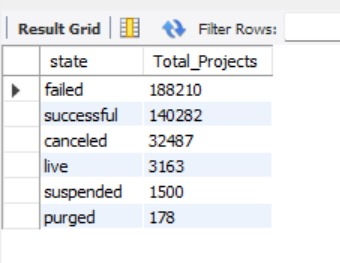 Result Grid Filter Rows:
state Total_Projects
failed 188210
successful 140282
canceled 32487
live 3163
suspended 1500
purged 178